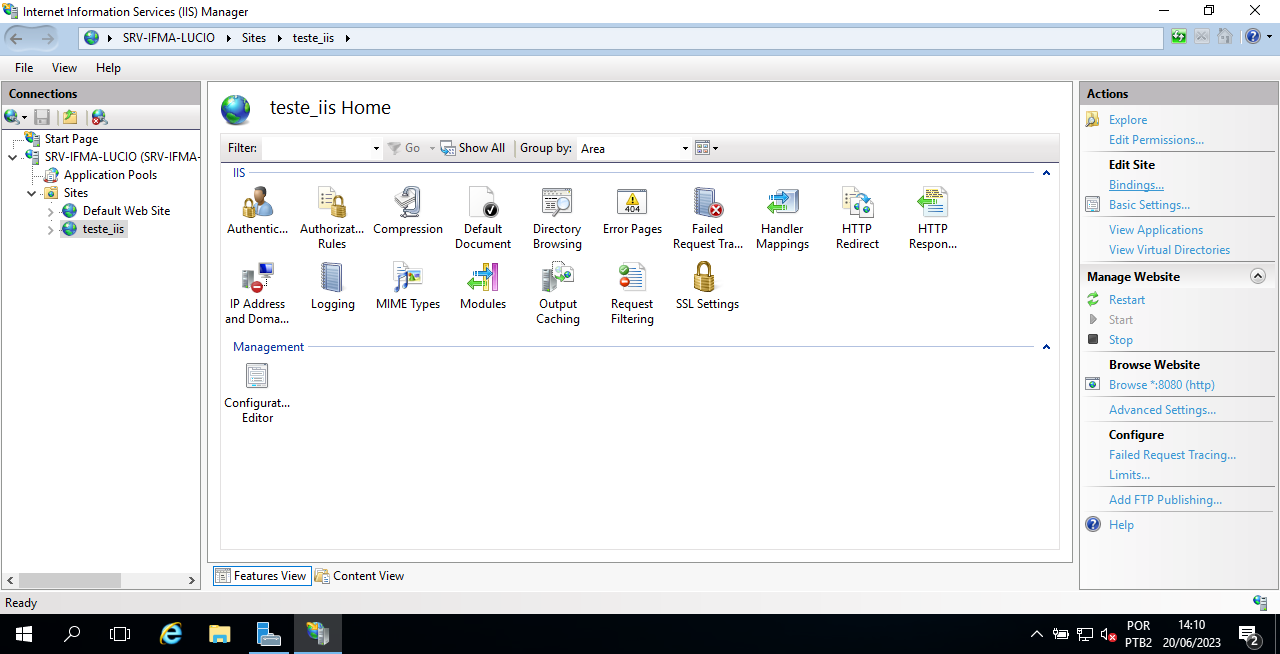 Internet Information Services (IIS) Manager
SRV-IFMA-LUCIO Sites teste_iis
File View Help
Connections
Start Page
SRV-IFMA-LUCIO (SRV-IFMA-
Application Pools
Sites
Default Web Site
teste_iis
teste_iis Home
Filter: Go Show All Group by: Area
IIS
Authentic... Authorizat... Rules Compression Default Document Directory Browsing Error Pages Failed Request Tra... Handler Mappings HTTP Redirect HTTP Respon...
404
IP Address and Doma... Logging MIME Types Modules Output Caching Request Filtering SSL Settings
Management
Configurat... Editor
Features View Content View
Actions
Explore
Edit Permissions...
Edit Site
Bindings...
Basic Settings...
View Applications
View Virtual Directories
Manage Website
Restart
Start
Stop
Browse Website
Browse *:8080 (http)
Advanced Settings...
Configure
Failed Request Tracing...
Limits...
Add FTP Publishing...
Help
Ready
POR
PTB2
14:10
20/06/2023
2